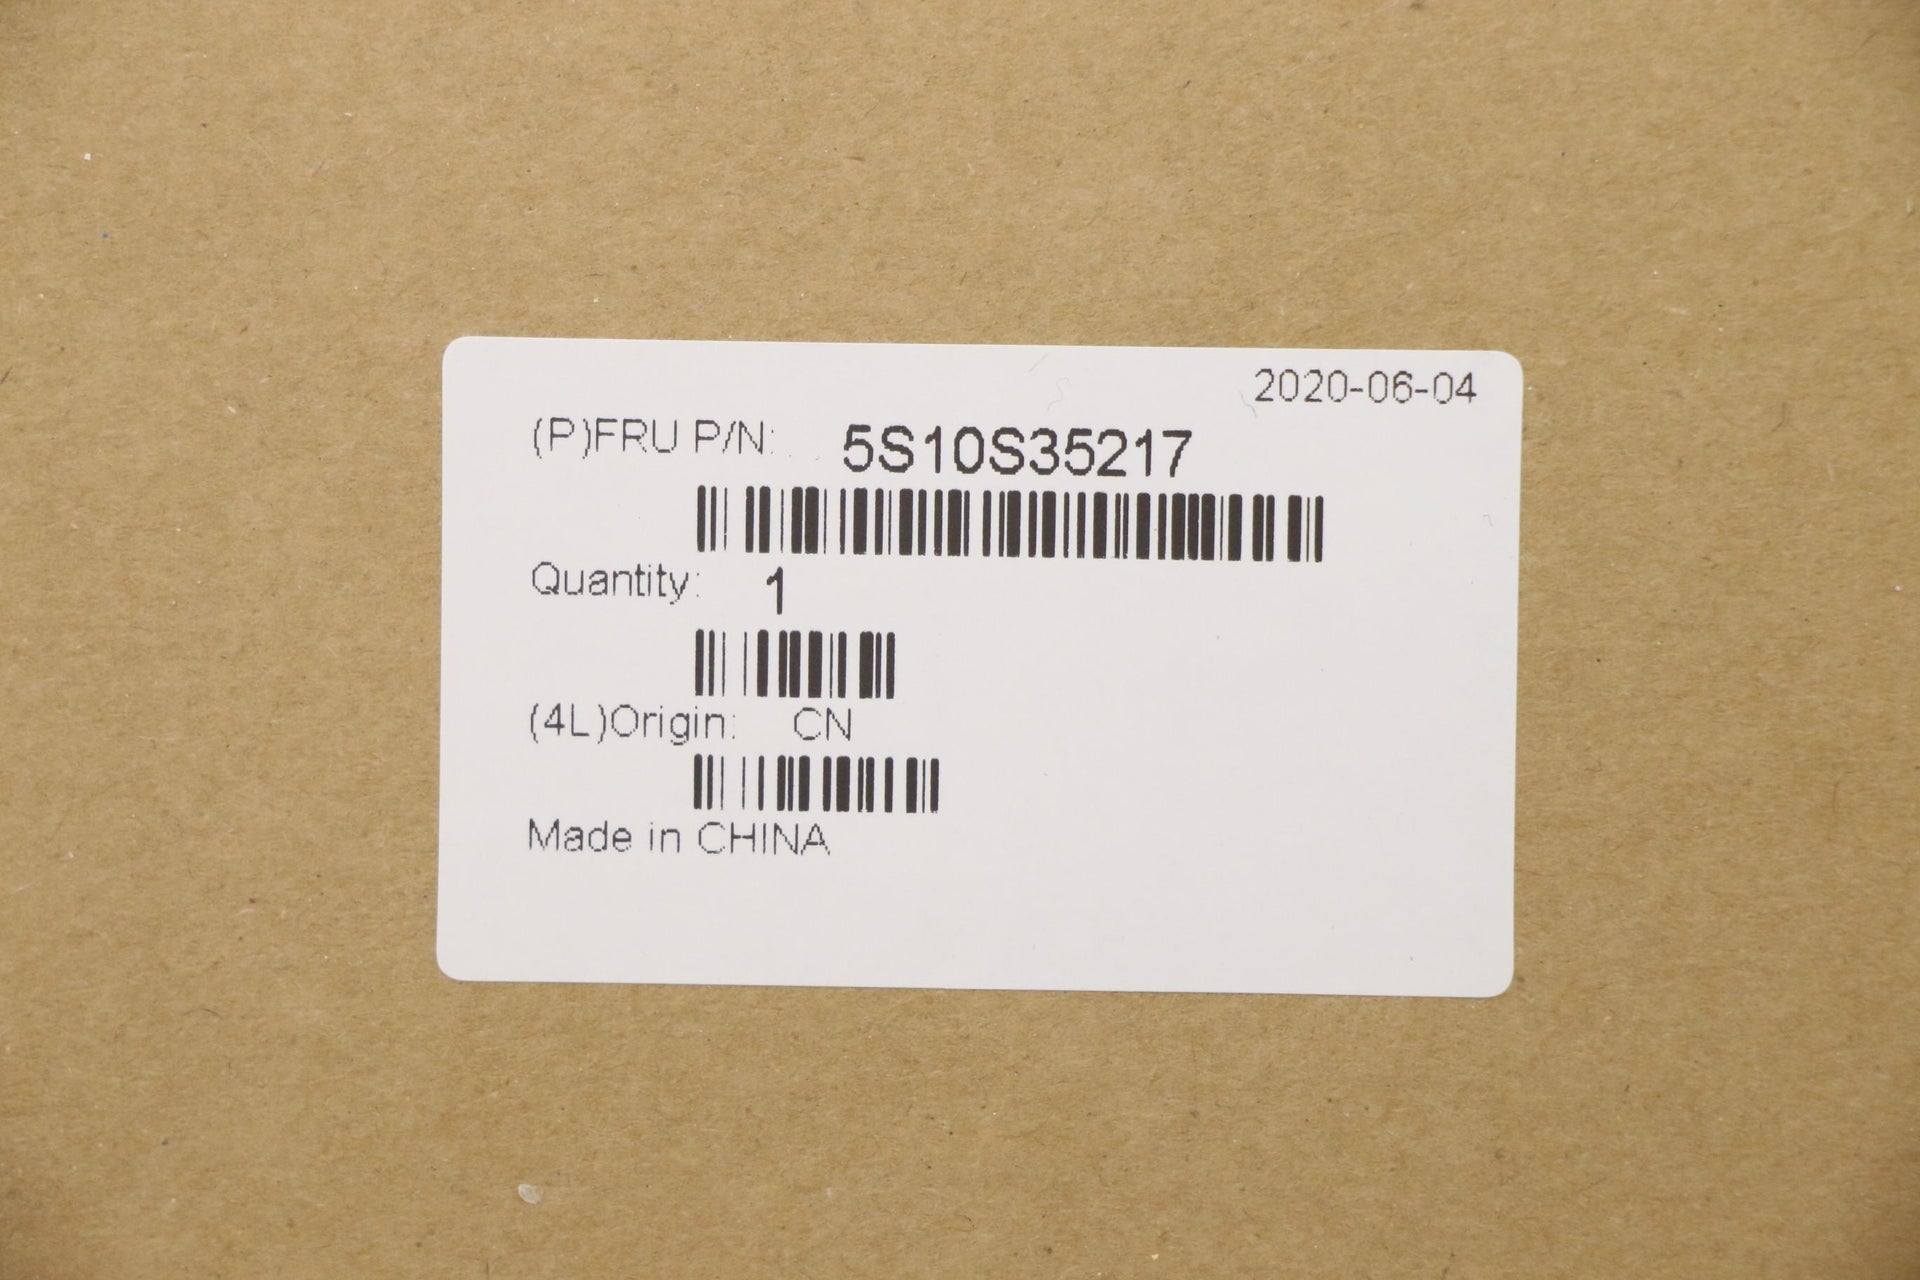 2020-06-04
(P)FRU P/N: 5S10S35217
Quantity: 1
(4L)Origin: CN
Made in CHINA